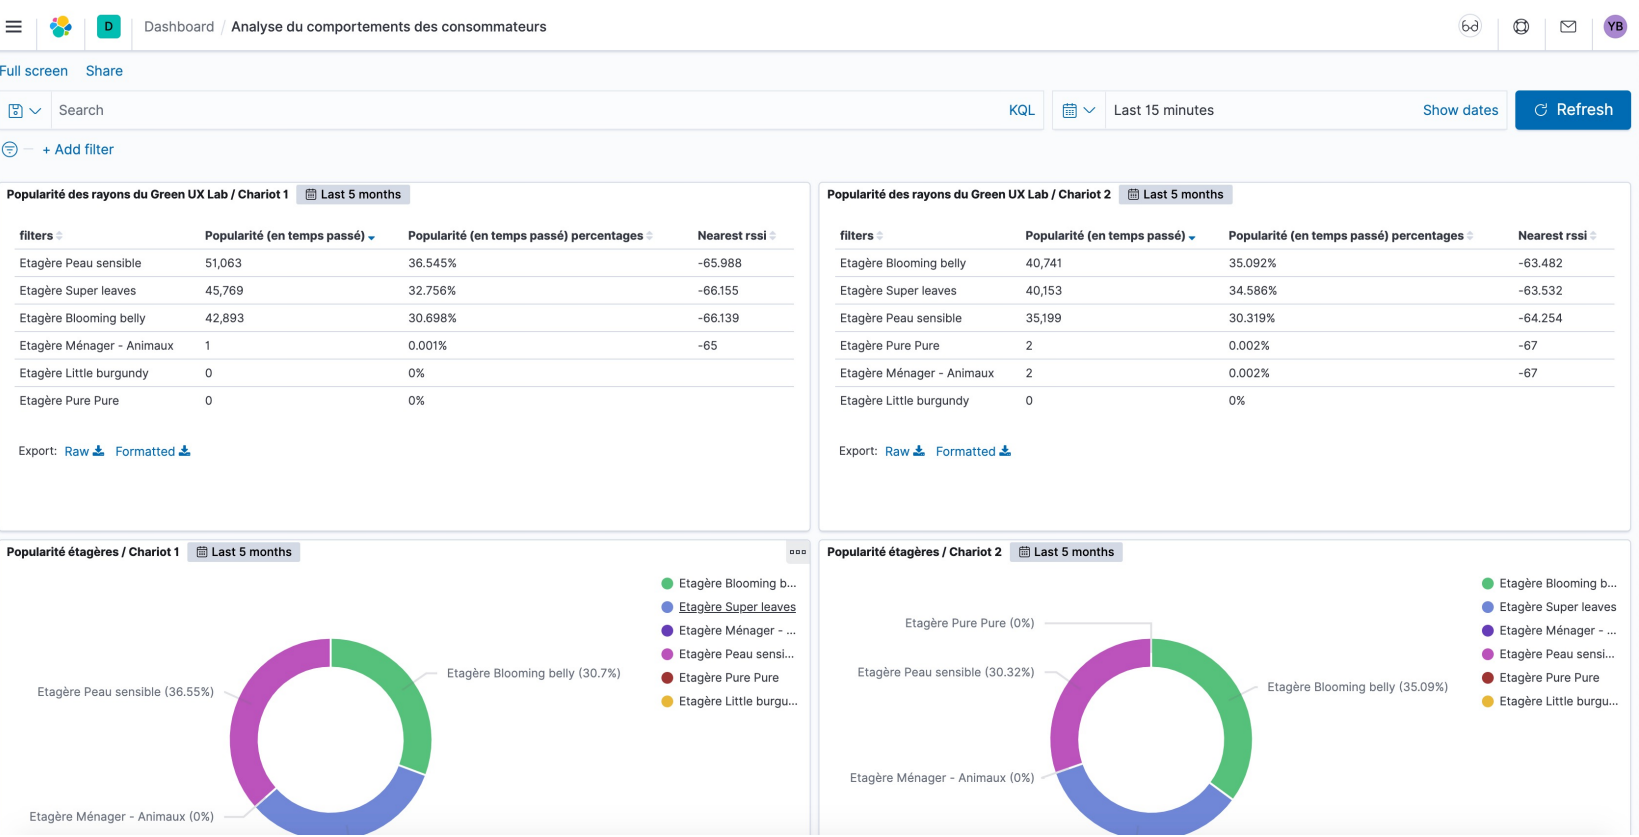 D Dashboard / Analyse du comportements des consommateurs YB
Full screen Share
Search KQL Last 15 minutes Show dates Refresh
+ Add filter
Popularité des rayons du Green UX Lab / Chariot 1 Last 5 months
filters Popularité (en temps passé) Popularité (en temps passé) percentages Nearest rssi
Etagère Peau sensible 51,063 36.545% -65.988
Etagère Super leaves 45,769 32.756% -66.155
Etagère Blooming belly 42,893 30.698% -66.139
Etagère Ménager - Animaux 1 0.001% -65
Etagère Little burgundy 0 0%
Etagère Pure Pure 0 0%
Export: Raw Formatted
Popularité des rayons du Green UX Lab / Chariot 2 Last 5 months
filters Popularité (en temps passé) Popularité (en temps passé) percentages Nearest rssi
Etagère Blooming belly 40,741 35.092% -63.482
Etagère Super leaves 40,153 34.586% -63.532
Etagère Peau sensible 35,199 30.319% -64.254
Etagère Pure Pure 2 0.002% -67
Etagère Ménager - Animaux 2 0.002% -67
Etagère Little burgundy 0 0%
Export: Raw Formatted
Popularité étagères / Chariot 1 Last 5 months
Etagère Blooming b...
Etagère Super leaves
Etagère Ménager - ...
Etagère Peau sensi...
Etagère Pure Pure
Etagère Little burgu...
Etagère Blooming belly (30.7%)
Etagère Peau sensible (36.55%)
Etagère Ménager - Animaux (0%)
Popularité étagères / Chariot 2 Last 5 months
Etagère Blooming b...
Etagère Super leaves
Etagère Ménager - ...
Etagère Peau sensi...
Etagère Pure Pure
Etagère Little burgu...
Etagère Pure Pure (0%)
Etagère Peau sensible (30.32%)
Etagère Blooming belly (35.09%)
Etagère Ménager - Animaux (0%)